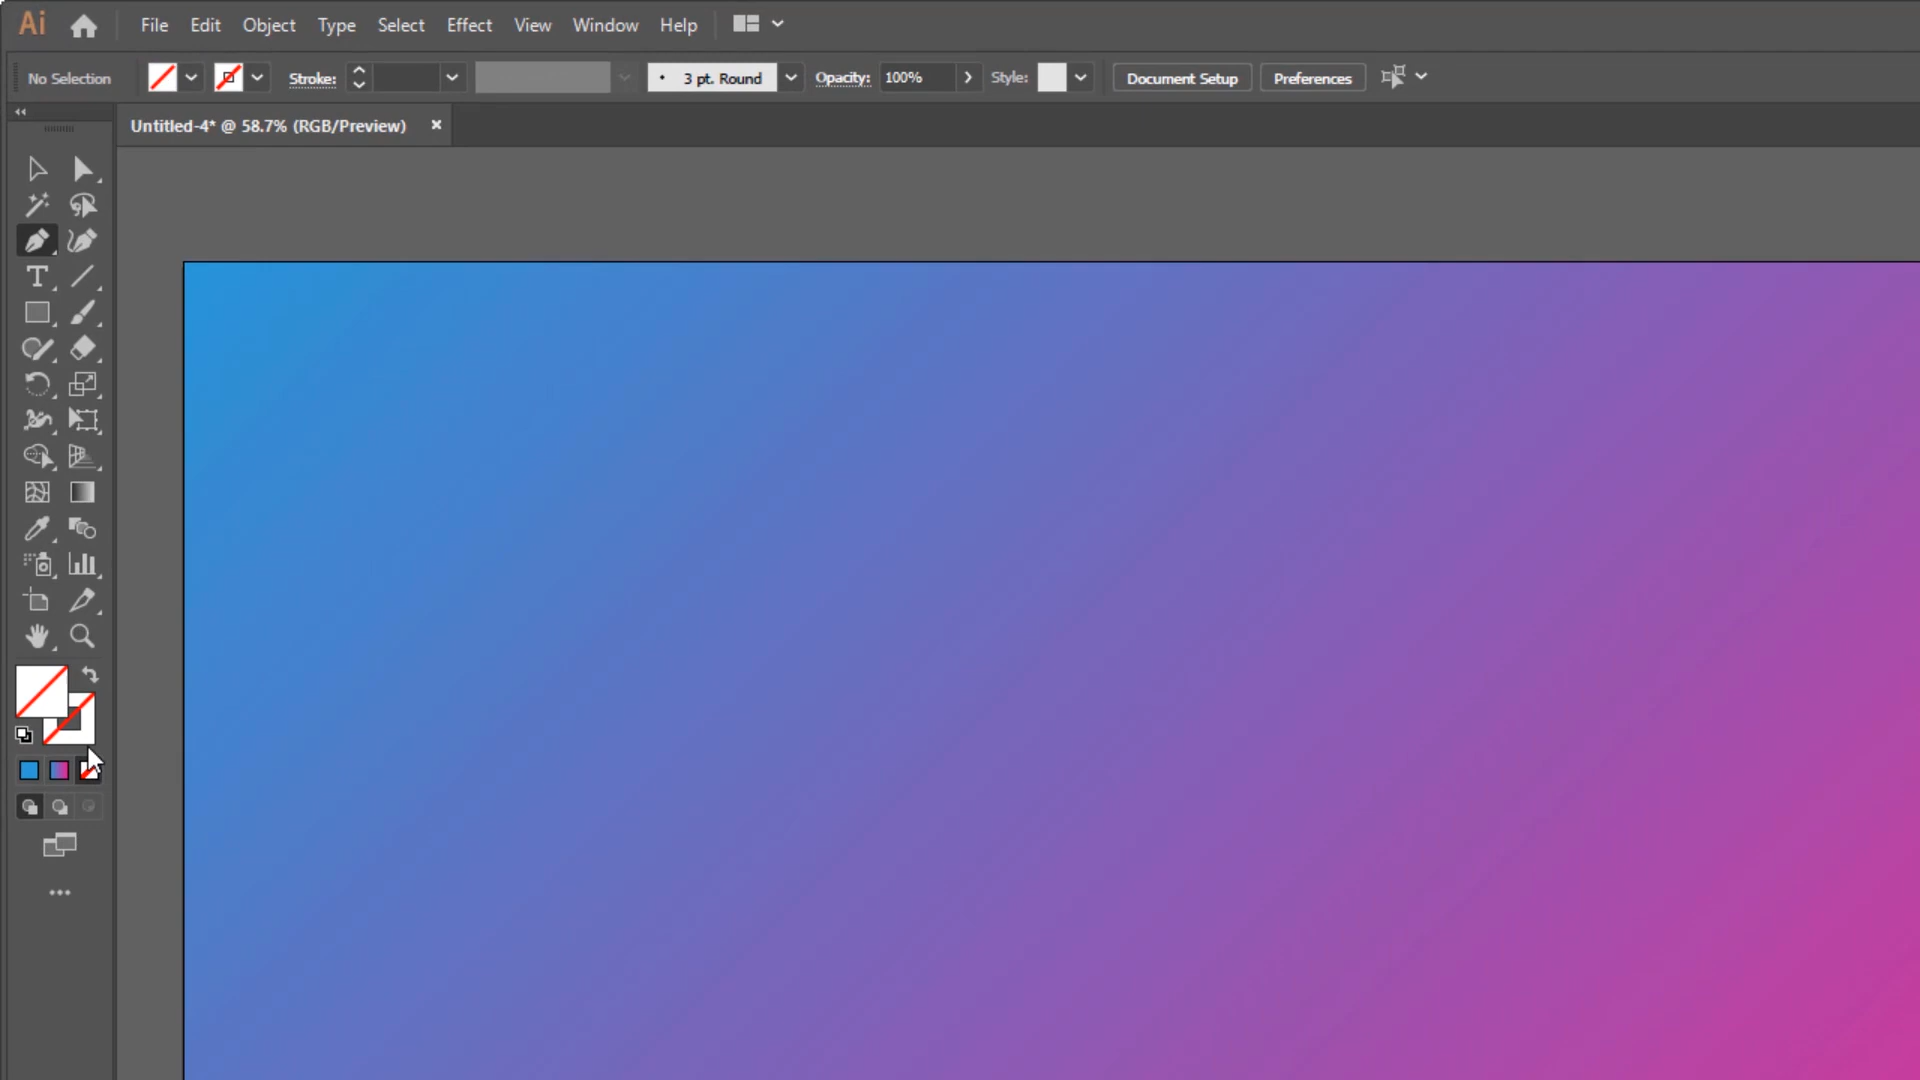 Ai File Edit Object Type Select Effect View Window Help
No Selection Stroke: 3 pt. Round Opacity: 100% Style: Document Setup Preferences
Untitled-4* @ 58.7% (RGB/Preview)